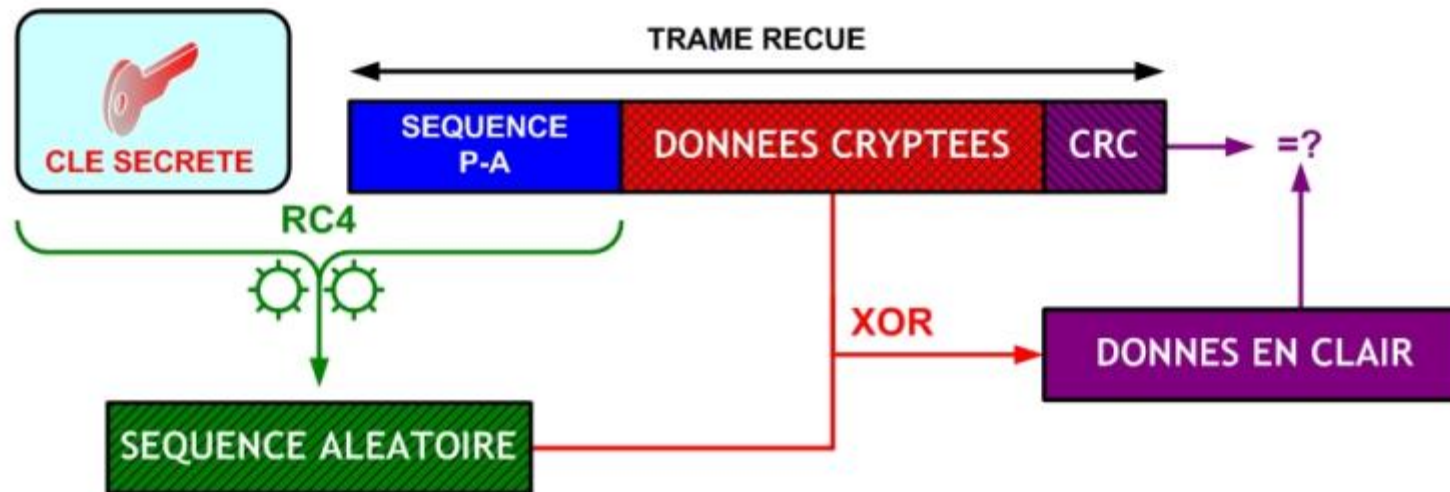 TRAME RECUE
CLE SECRETE
SEQUENCE
P-A
DONNEES CRYPTEES
CRC
=?
RC4
XOR
DONNES EN CLAIR
SEQUENCE ALEATOIRE